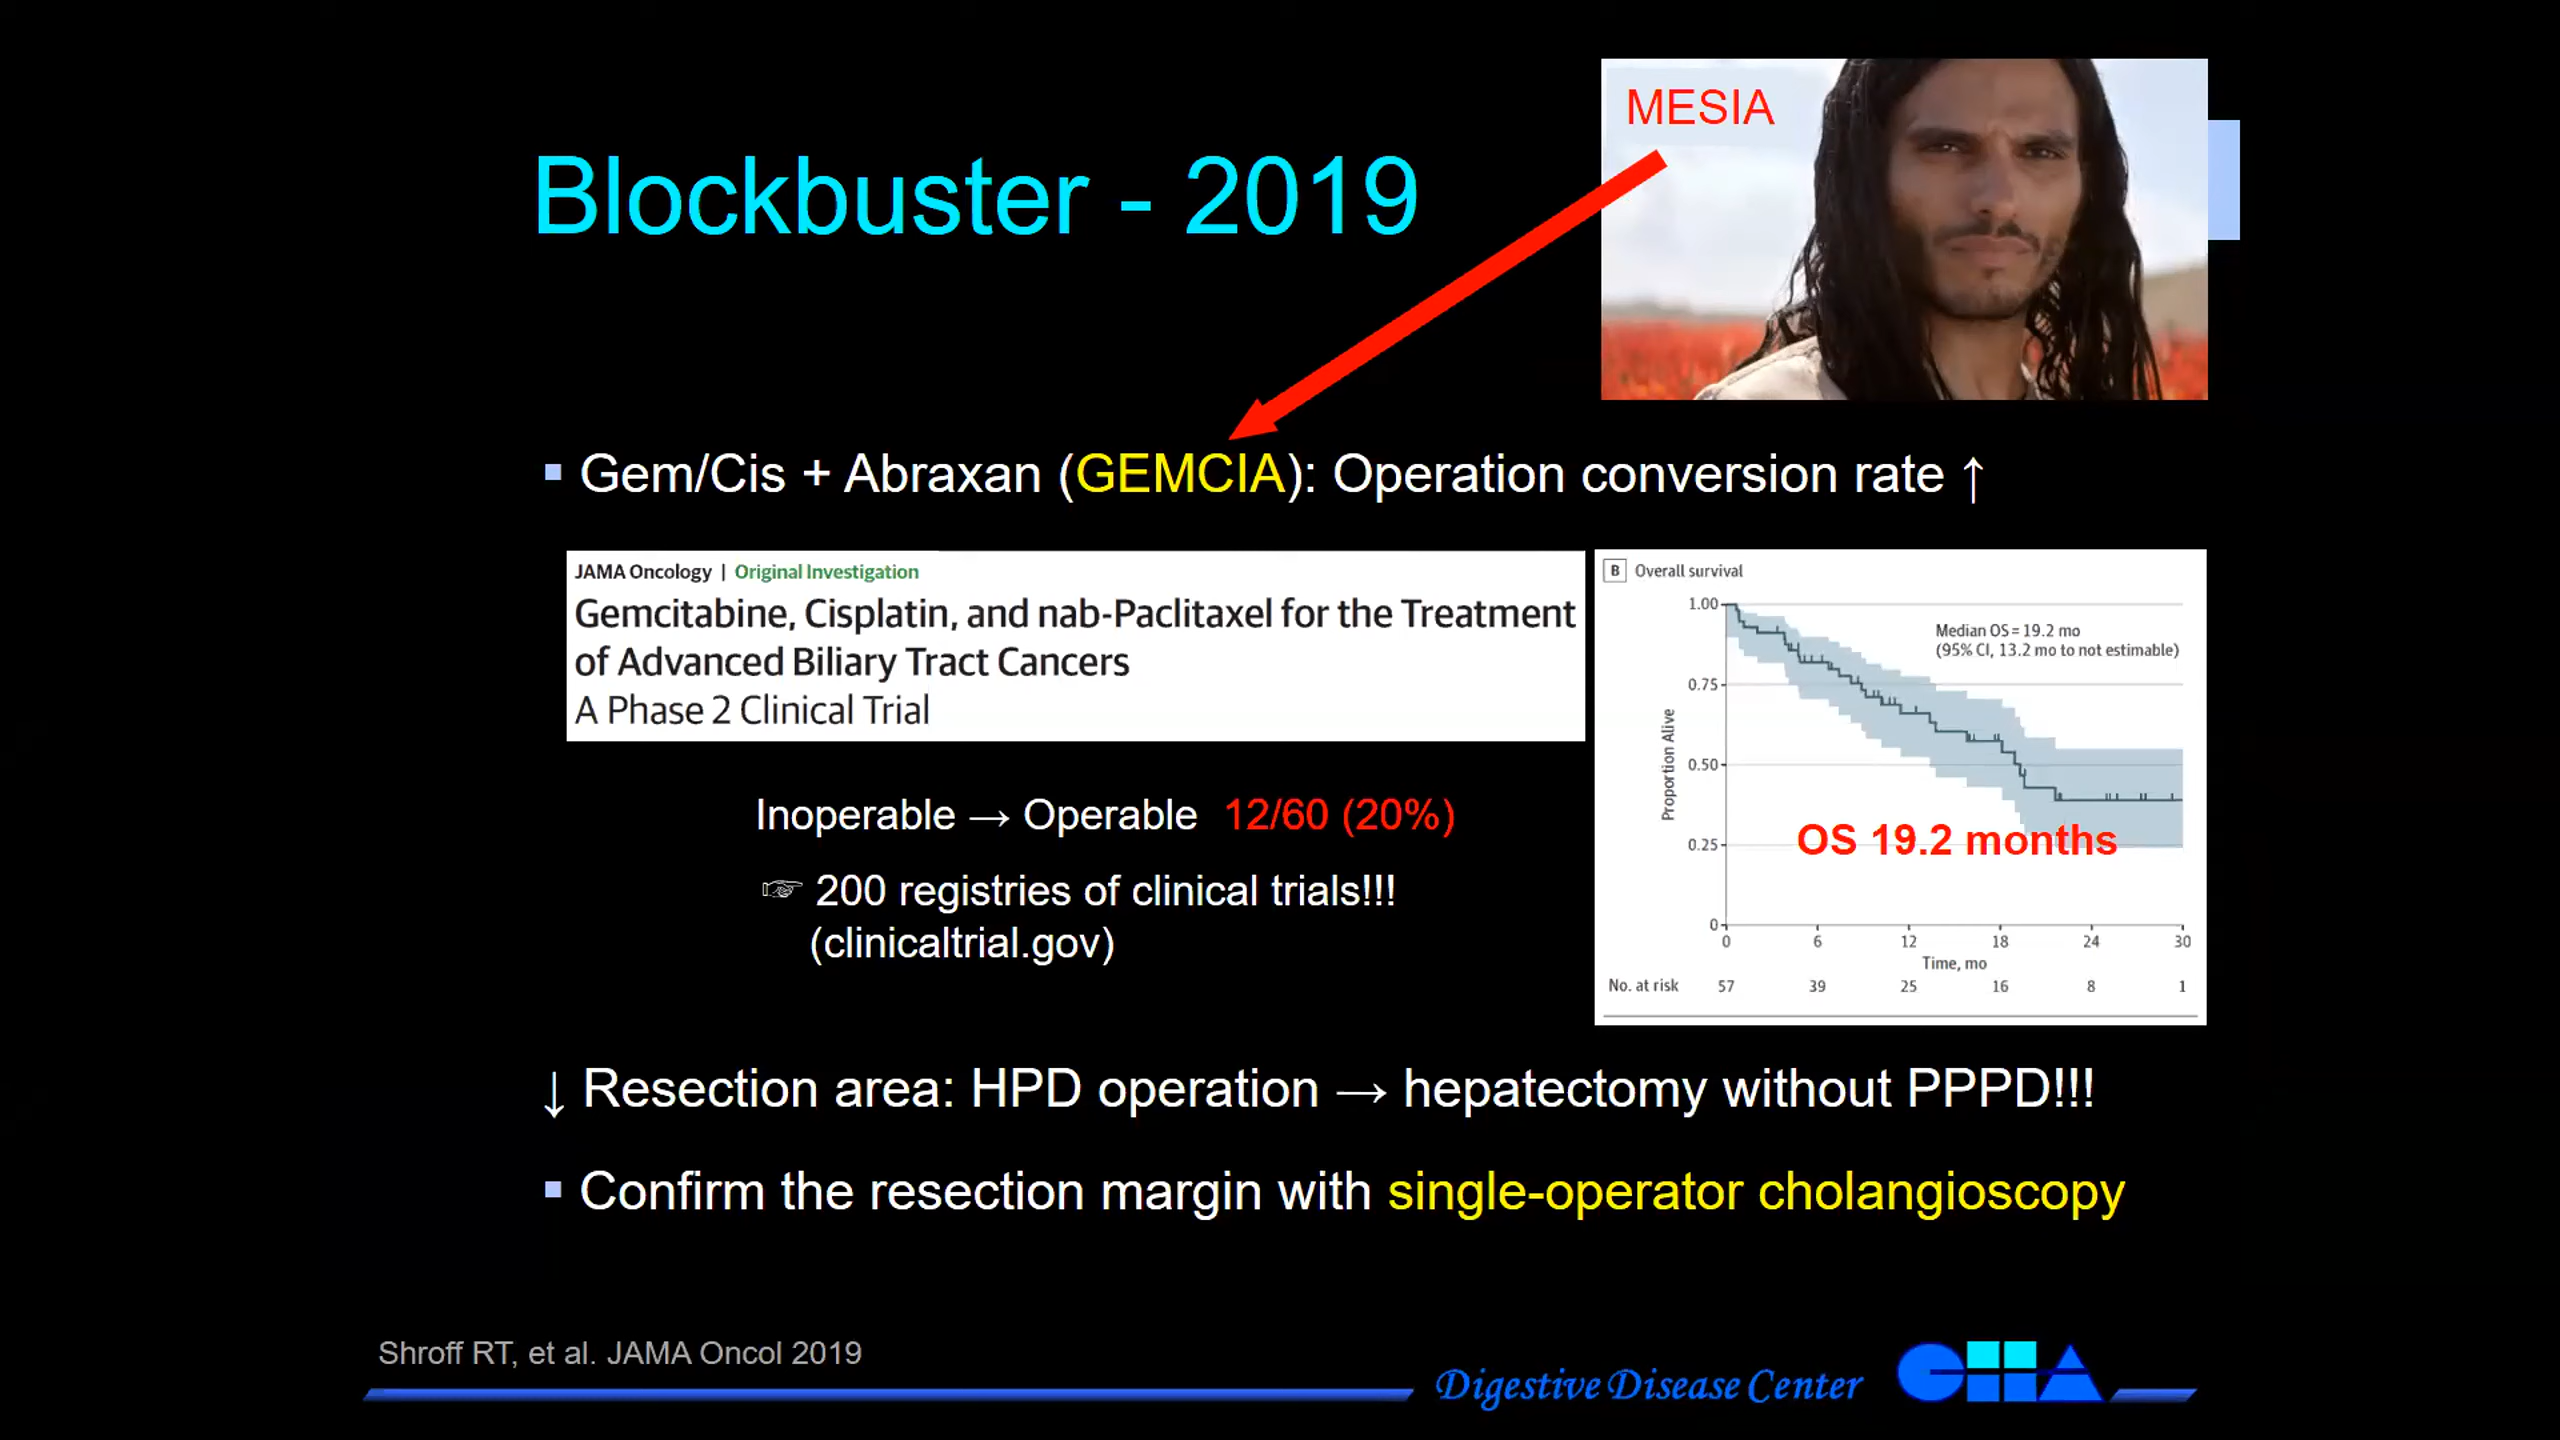 MESIA
Blockbuster - 2019
▪ Gem/Cis + Abraxan (GEMCIA): Operation conversion rate ↑
JAMA Oncology | Original Investigation
Gemcitabine, Cisplatin, and nab-Paclitaxel for the Treatment
of Advanced Biliary Tract Cancers
A Phase 2 Clinical Trial
Inoperable → Operable 12/60 (20%)
☞ 200 registries of clinical trials!!!
(clinicaltrial.gov)
B Overall survival
Median OS = 19.2 mo
(95% CI, 13.2 mo to not estimable)
Proportion Alive
1.00
0.75
0.50
0.25
0
OS 19.2 months
0 6 12 18 24 30
Time, mo
No. at risk 57 39 25 16 8 1
↓ Resection area: HPD operation → hepatectomy without PPPD!!!
▪ Confirm the resection margin with single-operator cholangioscopy
Shroff RT, et al. JAMA Oncol 2019
Digestive Disease Center
CHA